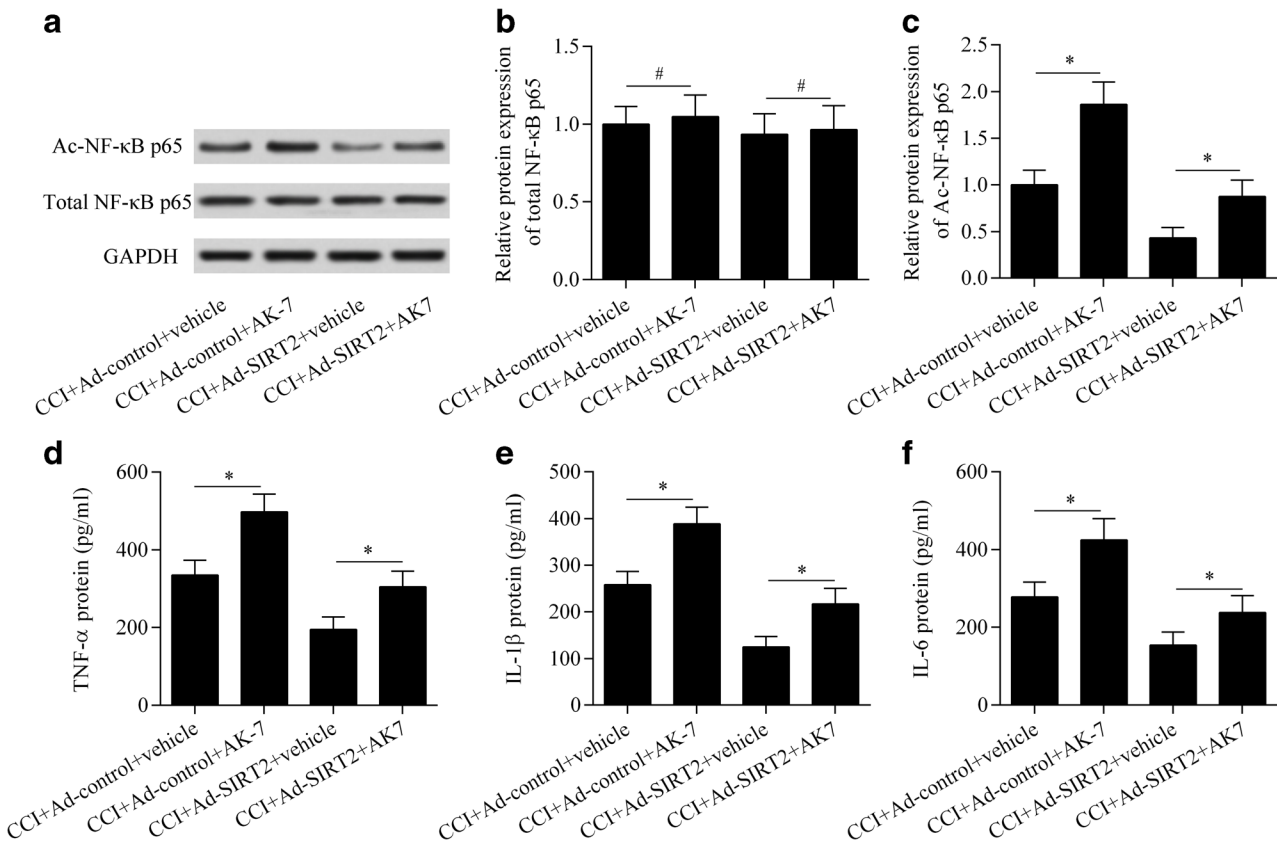 a
Ac-NF-κB p65
Total NF-κB p65
GAPDH
CCI+Ad-control+vehicle
CCI+Ad-control+AK-7
CCI+Ad-SIRT2+vehicle
CCI+Ad-SIRT2+AK7
b
Relative protein expression
of total NF-κB p65
1.5
1.0
0.5
0.0
#
#
CCI+Ad-control+vehicle
CCI+Ad-control+AK-7
CCI+Ad-SIRT2+vehicle
CCI+Ad-SIRT2+AK7
c
Relative protein expression
of Ac-NF-κB p65
2.5
2.0
1.5
1.0
0.5
0.0
*
*
CCI+Ad-control+vehicle
CCI+Ad-control+AK-7
CCI+Ad-SIRT2+vehicle
CCI+Ad-SIRT2+AK7
d
TNF-α protein (pg/ml)
600
400
200
0
*
*
CCI+Ad-control+vehicle
CCI+Ad-control+AK-7
CCI+Ad-SIRT2+vehicle
CCI+Ad-SIRT2+AK7
e
IL-1β protein (pg/ml)
500
400
300
200
100
0
*
*
CCI+Ad-control+vehicle
CCI+Ad-control+AK-7
CCI+Ad-SIRT2+vehicle
CCI+Ad-SIRT2+AK7
f
IL-6 protein (pg/ml)
600
400
200
0
*
*
CCI+Ad-control+vehicle
CCI+Ad-control+AK-7
CCI+Ad-SIRT2+vehicle
CCI+Ad-SIRT2+AK7